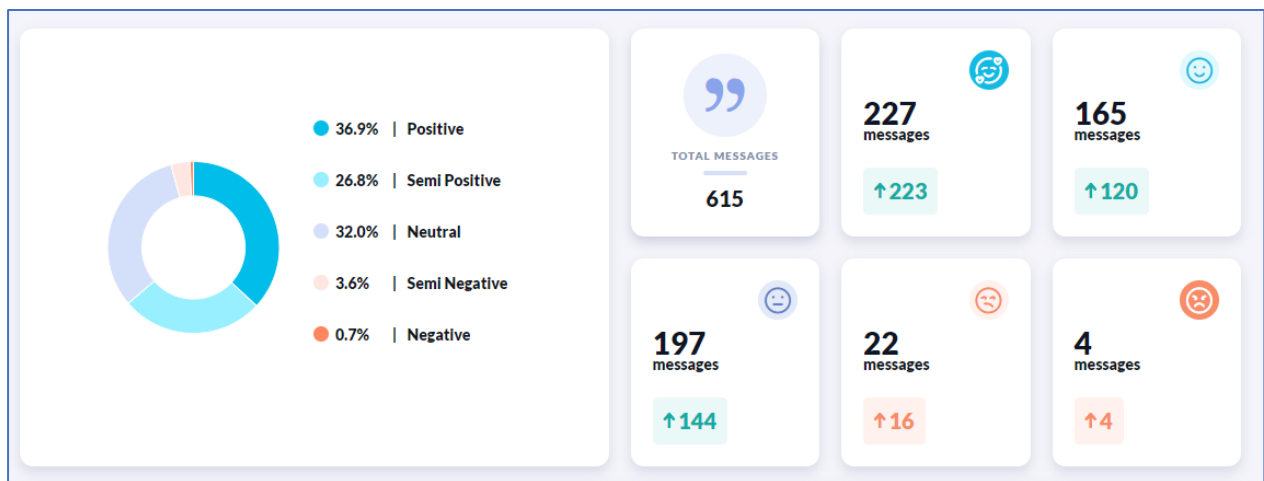 36.9% | Positive
26.8% | Semi Positive
32.0% | Neutral
3.6% | Semi Negative
0.7% | Negative
TOTAL MESSAGES
615
227
messages
↑223
165
messages
↑120
197
messages
↑144
22
messages
↑16
4
messages
↑4